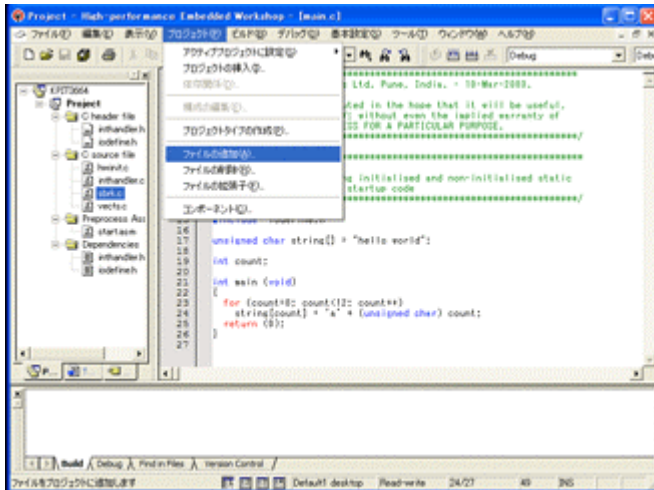 Project - High-performance Embedded Workshop - [main.c]
ファイル(F) 編集(E) 表示(V) プロジェクト(P) ビルド(B) デバッグ(D) 基本設定(S) ツール(T) ウィンドウ(W) ヘルプ(H)
Debug
アクティブプロジェクトに設定(S)
プロジェクトの挿入(I)...
依存関係(D)...
構成の編集(E)...
プロジェクトタイプの作成(P)...
ファイルの追加(A)...
ファイルの削除(R)...
ファイルの拡張子(F)...
コンポーネント(C)...
Project
C header file
inthandler.h
iodefine.h
C source file
hwinit.c
inthandler.c
vects.c
start.asm
Dependencies
inthandler.h
iodefine.h
Ltd. Pune, India. - 10-Mar-2003.
in the hope that it will be useful,
without even the implied warranty of
FOR A PARTICULAR PURPOSE.
initialised and non-initialised static
startup code
16
17 unsigned char string[] = "hello world";
18
19 int count;
20
21 int main (void)
22 {
23 for (count=0; count<12; count++)
24 string[count] = 'a' + (unsigned char) count;
25 return (0);
26 }
27
Build Debug Find in Files Version Control
ファイルをプロジェクトに追加します Default1 desktop Read-write 24/27 49 INS